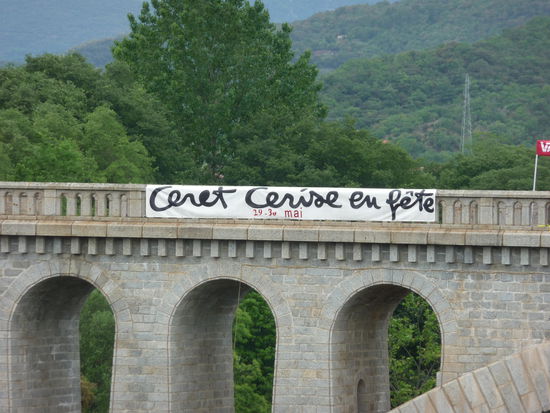 Ceret Cerise en fête
29-30 mai